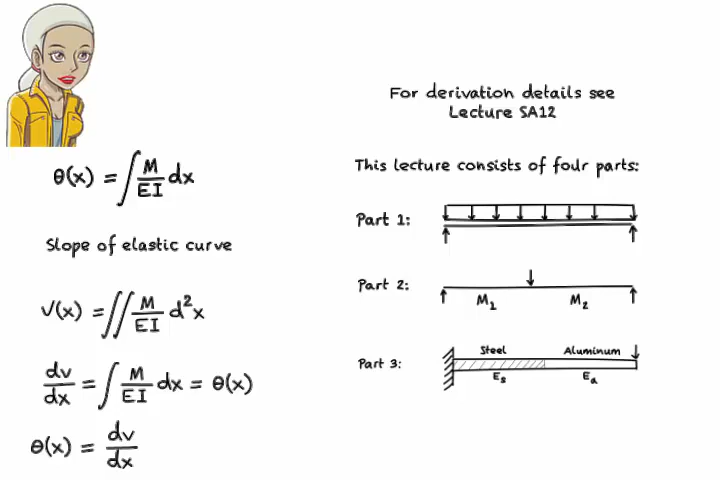 θ(x) = ∫ M/EI dx
Slope of elastic curve
v(x) = ∬ M/EI d²x
dv/dx = ∫ M/EI dx = θ(x)
θ(x) = dv/dx
For derivation details see
Lecture SA12
This lecture consists of four parts:
Part 1:
Part 2:
M₁ M₂
Part 3:
Steel Aluminum
Eₛ Eₐ